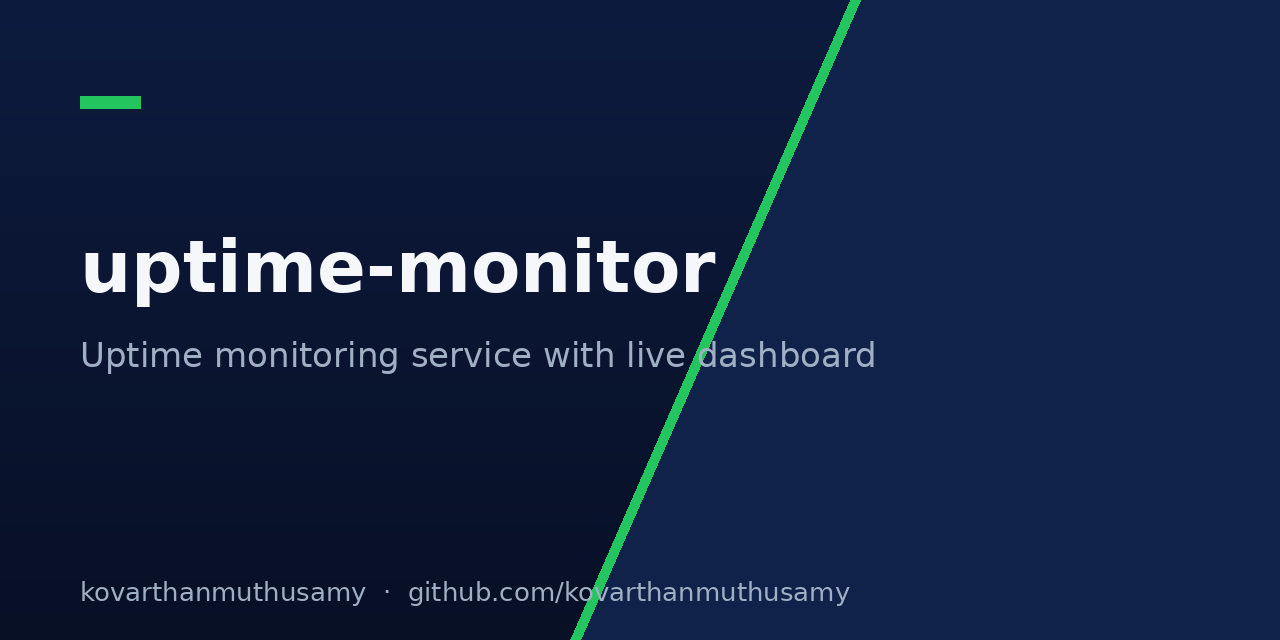 uptime-monitor
Uptime monitoring service with live dashboard
kovarthanmuthusamy · github.com/kovarthanmuthusamy